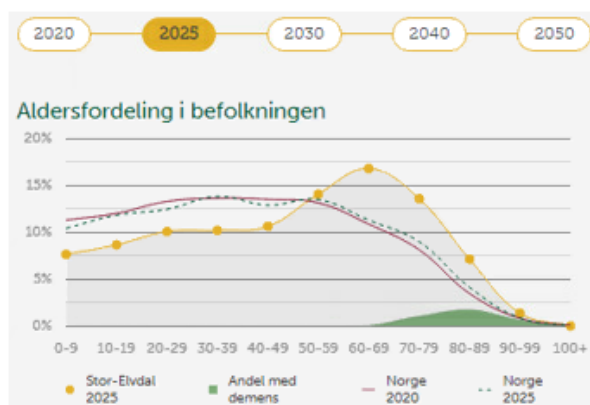 2020 2025 2030 2040 2050
Aldersfordeling i befolkningen
20%
15%
10%
5%
0%
0-9 10-19 20-29 30-39 40-49 50-59 60-69 70-79 80-89 90-99 100+
Stor-Elvdal 2025
Andel med demens
Norge 2020
Norge 2025